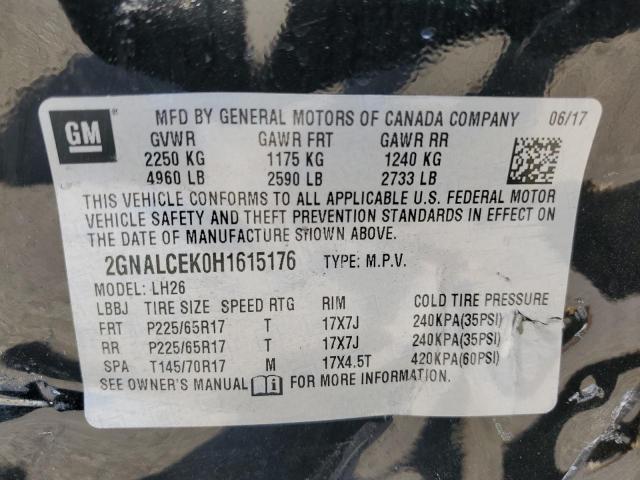 GM MFD BY GENERAL MOTORS OF CANADA COMPANY 06/17
GVWR GAWR FRT GAWR RR
2250 KG 1175 KG 1240 KG
4960 LB 2590 LB 2733 LB
THIS VEHICLE CONFORMS TO ALL APPLICABLE U.S. FEDERAL MOTOR
VEHICLE SAFETY AND THEFT PREVENTION STANDARDS IN EFFECT ON
THE DATE OF MANUFACTURE SHOWN ABOVE.
2GNALCEK0H1615176 TYPE: M.P.V.
MODEL: LH26
LBBJ TIRE SIZE SPEED RTG RIM COLD TIRE PRESSURE
FRT P225/65R17 T 17X7J 240KPA(35PSI)
RR P225/65R17 T 17X7J 240KPA(35PSI)
SPA T145/70R17 M 17X4.5T 420KPA(60PSI)
SEE OWNER'S MANUAL FOR MORE INFORMATION